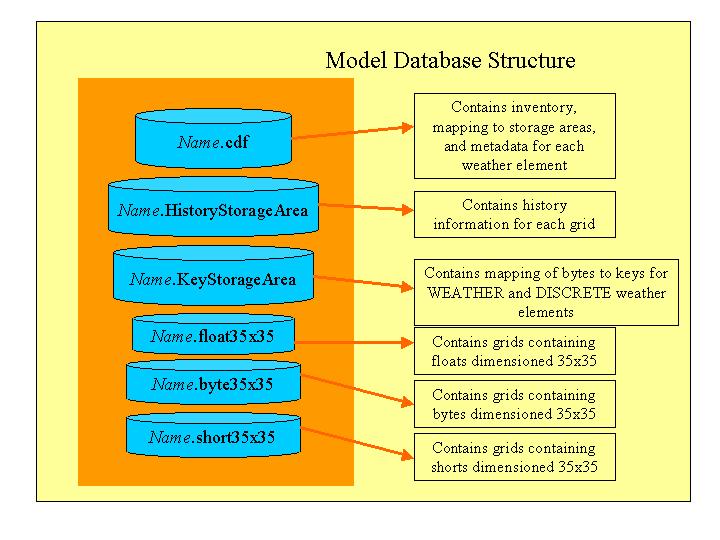 Model Database Structure
Name.cdf
Contains inventory,
mapping to storage areas,
and metadata for each
weather element
Name.HistoryStorageArea
Contains history
information for each grid
Name.KeyStorageArea
Contains mapping of bytes to keys for
WEATHER and DISCRETE weather
elements
Name.float35x35
Contains grids containing
floats dimensioned 35x35
Name.byte35x35
Contains grids containing
bytes dimensioned 35x35
Name.short35x35
Contains grids containing
shorts dimensioned 35x35